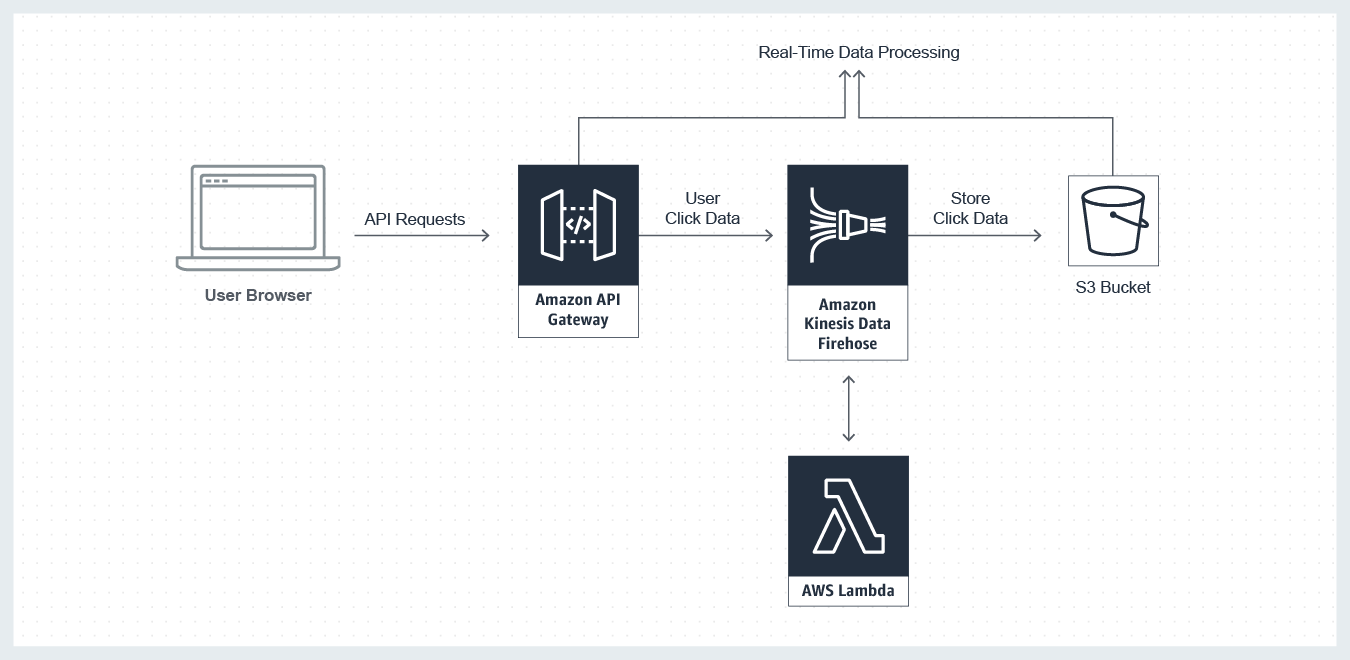 Real-Time Data Processing
API Requests
User
Click Data
Store
Click Data
</>
User Browser
Amazon API
Gateway
Amazon
Kinesis Data
Firehose
S3 Bucket
AWS Lambda